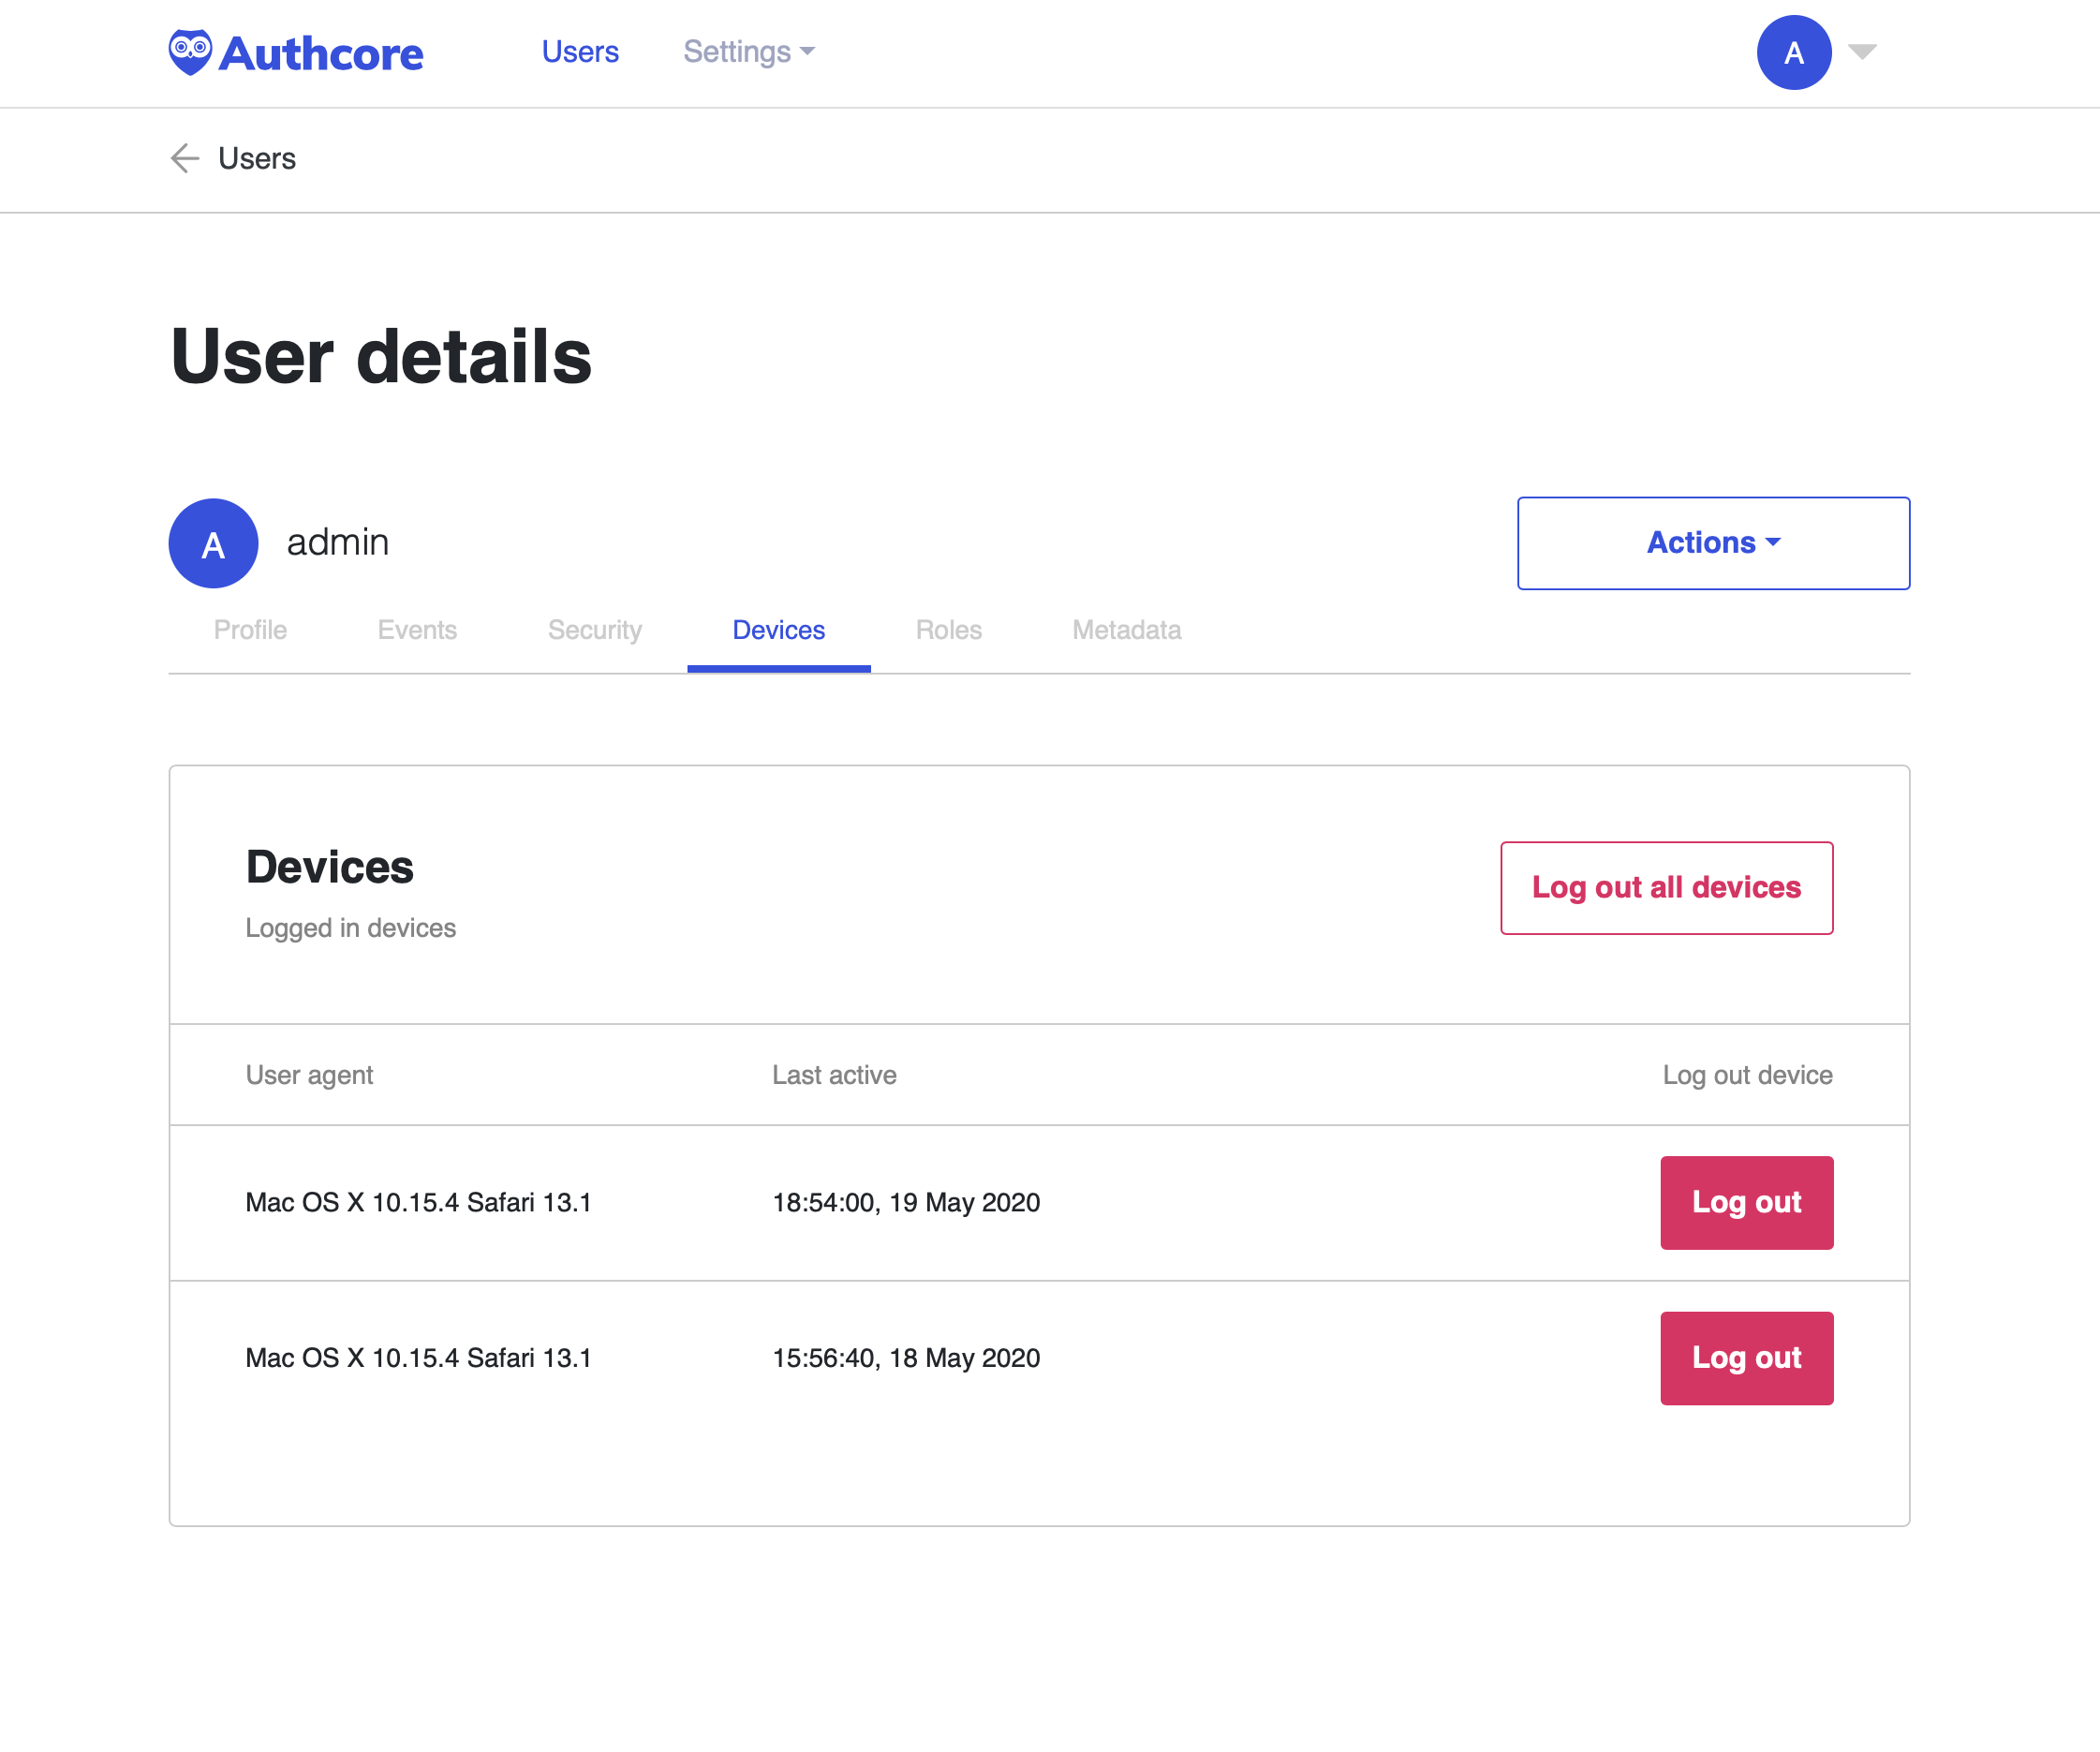 Authcore Users Settings A
Users
User details
A admin Actions
Profile Events Security Devices Roles Metadata
Devices
Log out all devices
Logged in devices
User agent Last active Log out device
Mac OS X 10.15.4 Safari 13.1 18:54:00, 19 May 2020 Log out
Mac OS X 10.15.4 Safari 13.1 15:56:40, 18 May 2020 Log out